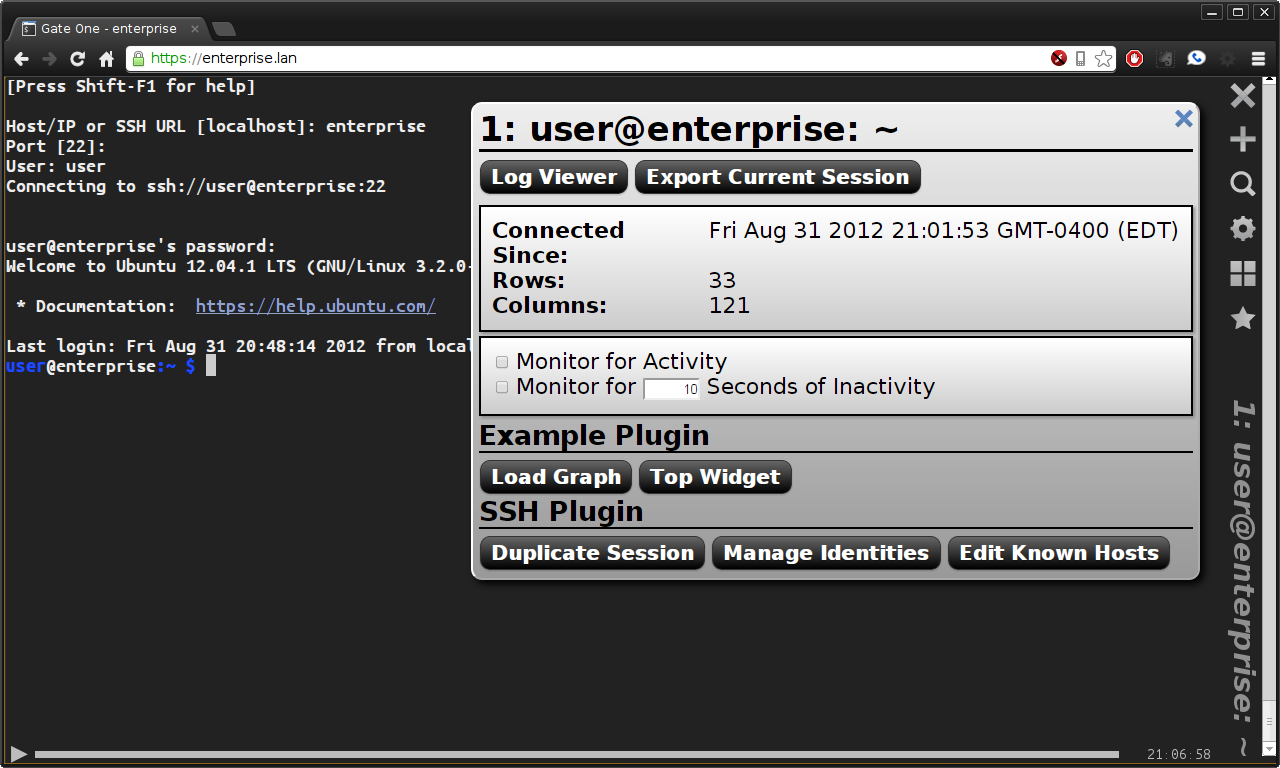 Gate One - enterprise
https://enterprise.lan
[Press Shift-F1 for help]
Host/IP or SSH URL [localhost]: enterprise
Port [22]:
User: user
Connecting to ssh://user@enterprise:22
user@enterprise's password:
Welcome to Ubuntu 12.04.1 LTS (GNU/Linux 3.2.0-
* Documentation: https://help.ubuntu.com/
Last login: Fri Aug 31 20:48:14 2012 from local
user@enterprise:~ $
1: user@enterprise: ~
Log Viewer Export Current Session
Connected Since: Fri Aug 31 2012 21:01:53 GMT-0400 (EDT)
Rows: 33
Columns: 121
Monitor for Activity
Monitor for 10 Seconds of Inactivity
Example Plugin
Load Graph Top Widget
SSH Plugin
Duplicate Session Manage Identities Edit Known Hosts
1: user@enterprise: ~
21:06:58